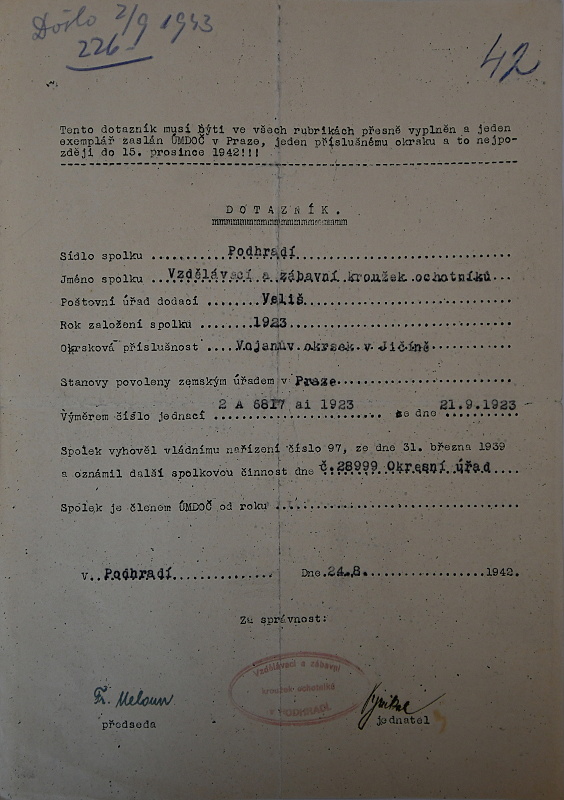 Došlo 2/9 1943
226.-
42
Tento dotazník musí býti ve všech rubrikách přesně vyplněn a jeden
exemplář zaslán ÚMDOČ v Praze, jeden příslušnému okrsku a to nejpo-
zději do 15. prosince 1942!!!
DOTAZNÍK.
Sídlo spolku Podhradí
Jméno spolku Vzdělávací a zábavní kroužek ochotníků
Poštovní úřad dodací Veliš
Rok založení spolku 1923
Okrsková příslušnost Vojanův okrsek v Jičíně
Stanovy povoleny zemským úřadem v Praze
Výměrem číslo jednací 2 A 6817 ai 1923 ze dne 21.9.1923
Spolek vyhověl vládnímu nařízení číslo 97, ze dne 31. března 1939
a oznámil další spolkovou činnost dne č.28999 Okresní úřad
Spolek je členem ÚMDOČ od roku
V Podhradí Dne 24.8. 1942.
Za správnost:
Vzdělávací a zábavní
kroužek ochotníků
v PODHRADÍ.
Fr. Meloun
předseda jednatel